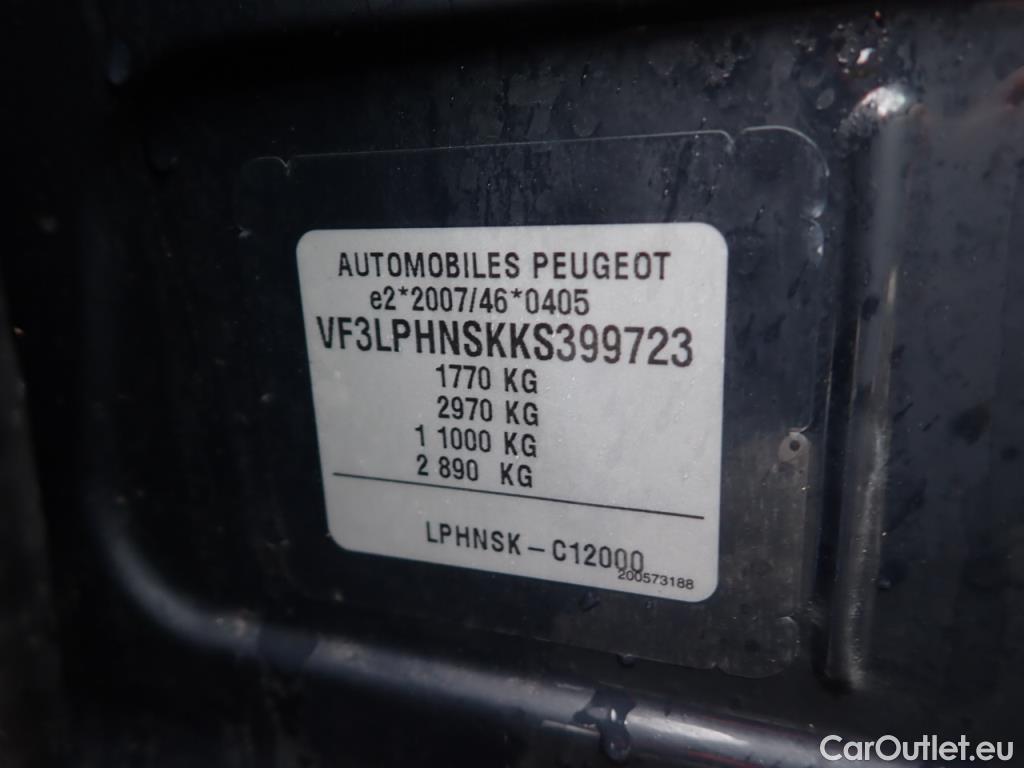 AUTOMOBILES PEUGEOT
e2*2007/46*0405
VF3LPHNSKKS399723
1770 KG
2970 KG
1 1000 KG
2 890 KG
LPHNSK-C12000
200573188
CarOutlet.eu